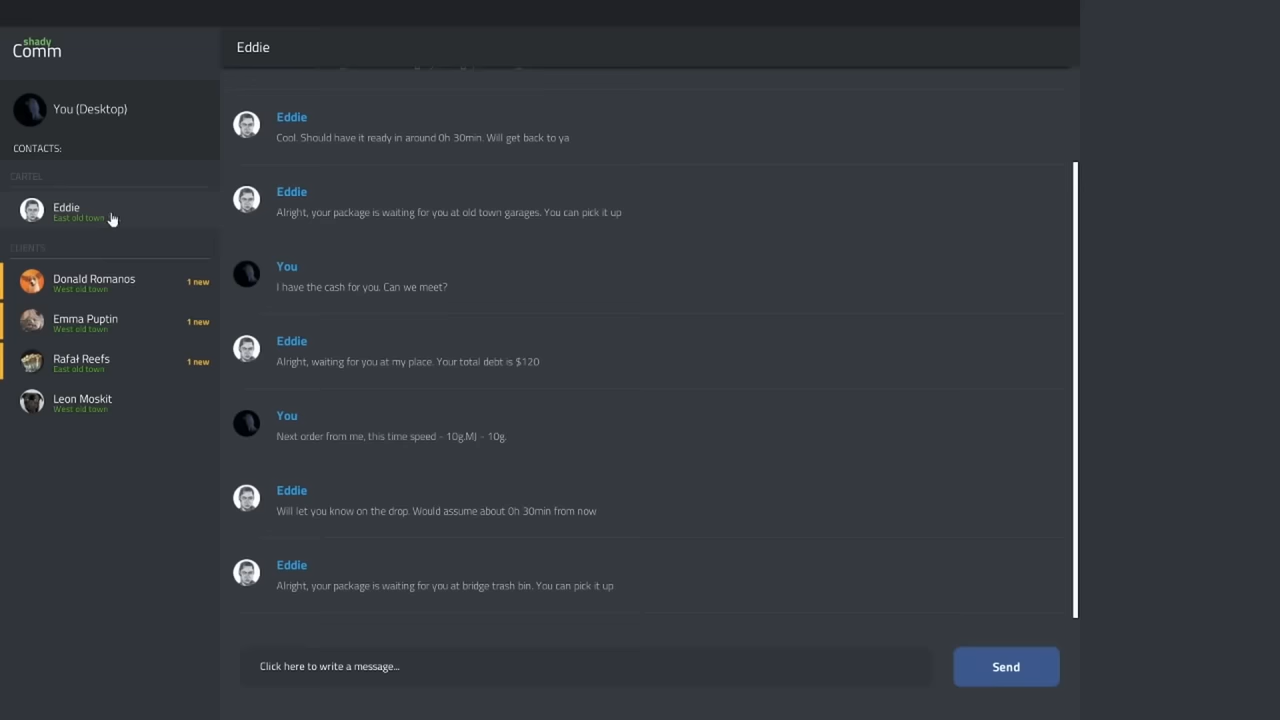 shady
Comm
You (Desktop)
CONTACTS:
CARTEL
Eddie
East old town
CLIENTS
Donald Romanos
West old town
1 new
Emma Puptin
West old town
1 new
Rafał Reefs
East old town
1 new
Leon Moskit
West old town
Eddie
Eddie
Cool. Should have it ready in around 0h 30min. Will get back to ya
Eddie
Alright, your package is waiting for you at old town garages. You can pick it up
You
I have the cash for you. Can we meet?
Eddie
Alright, waiting for you at my place. Your total debt is $120
You
Next order from me, this time speed - 10g,MJ - 10g,
Eddie
Will let you know on the drop. Would assume about 0h 30min from now
Eddie
Alright, your package is waiting for you at bridge trash bin. You can pick it up
Click here to write a message...
Send